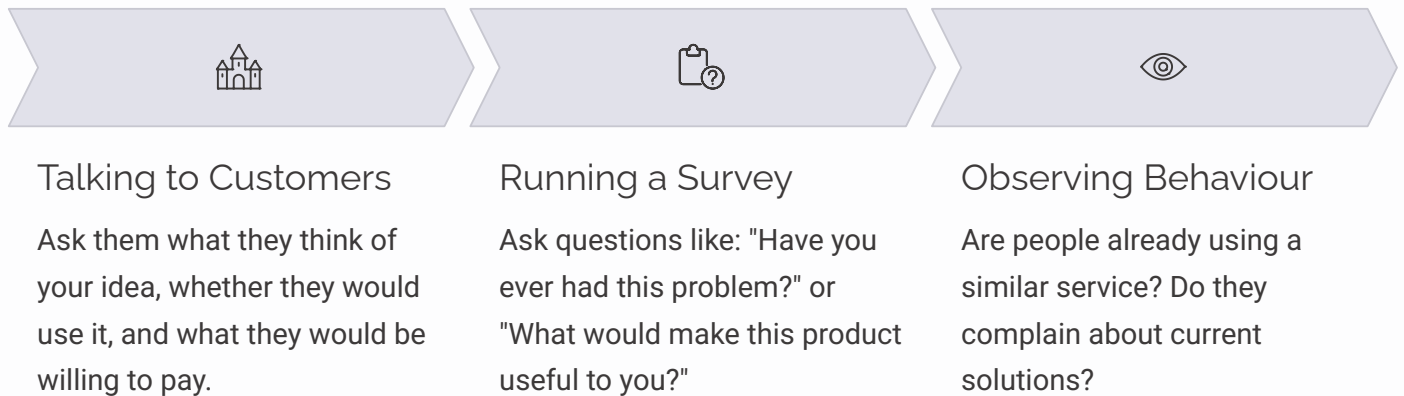 Talking to Customers
Ask them what they think of
your idea, whether they would
use it, and what they would be
willing to pay.
Running a Survey
Ask questions like: "Have you
ever had this problem?" or
"What would make this product
useful to you?"
Observing Behaviour
Are people already using a
similar service? Do they
complain about current
solutions?